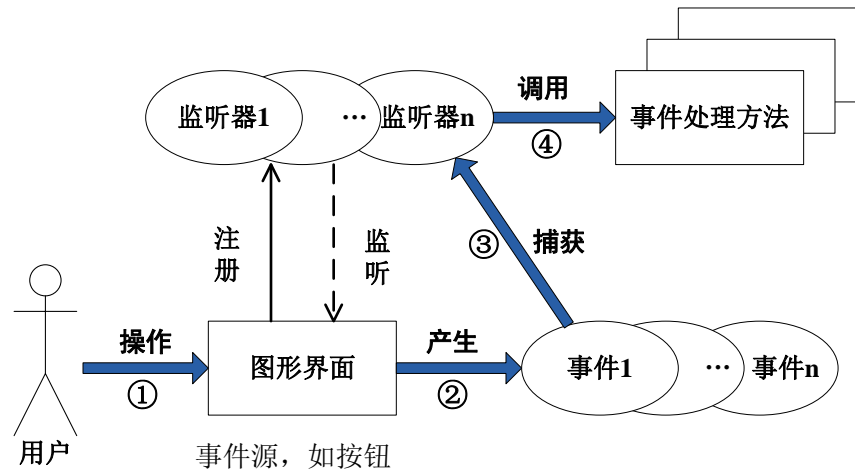 监听器1
…
监听器n
调用
④
事件处理方法
注册
监听
③
捕获
操作
①
图形界面
产生
②
事件1
…
事件n
用户
事件源，如按钮